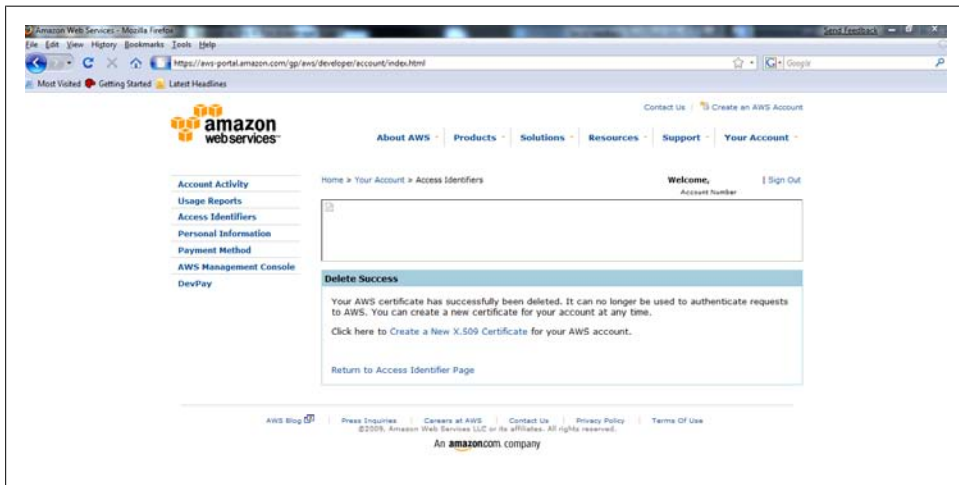 Amazon Web Services - Mozilla Firefox
Send Feedback
File Edit View History Bookmarks Tools Help
https://aws-portal.amazon.com/gp/aws/developer/account/index.html
Google
Most Visited Getting Started Latest Headlines
Contact Us | Create an AWS Account
amazon
webservices™
About AWS Products Solutions Resources Support Your Account
Account Activity
Usage Reports
Access Identifiers
Personal Information
Payment Method
AWS Management Console
DevPay
Home > Your Account > Access Identifiers
Welcome, | Sign Out
Account Number
Delete Success
Your AWS certificate has successfully been deleted. It can no longer be used to authenticate requests
to AWS. You can create a new certificate for your account at any time.
Click here to Create a New X.509 Certificate for your AWS account.
Return to Access Identifier Page
AWS Blog | Press Inquiries | Careers at AWS | Contact Us | Privacy Policy | Terms Of Use
©2009, Amazon Web Services LLC or its affiliates. All rights reserved.
An amazon.com. company